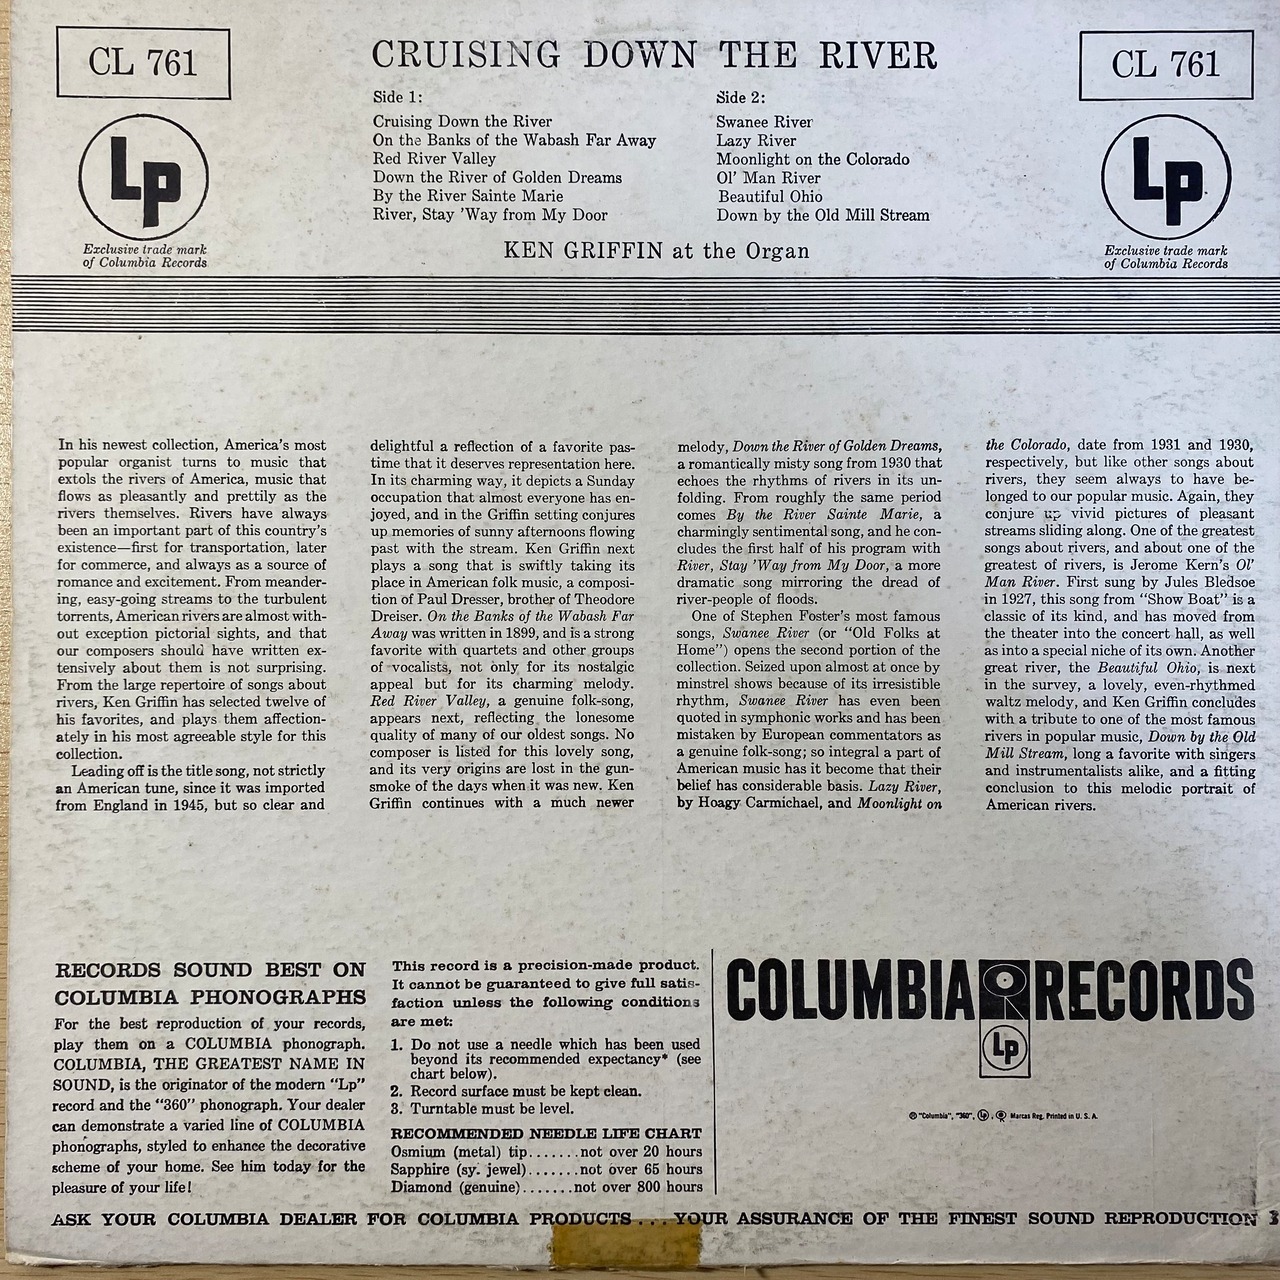 CL 761
CRUISING DOWN THE RIVER
CL 761
Side 1:
Cruising Down the River
On the Banks of the Wabash Far Away
Red River Valley
Down the River of Golden Dreams
By the River Sainte Marie
River, Stay 'Way from My Door
Side 2:
Swanee River
Lazy River
Moonlight on the Colorado
Ol' Man River
Beautiful Ohio
Down by the Old Mill Stream
Lp
Exclusive trade mark
of Columbia Records
Lp
Exclusive trade mark
of Columbia Records
KEN GRIFFIN at the Organ
In his newest collection, America's most
popular organist turns to music that
extols the rivers of America, music that
flows as pleasantly and prettily as the
rivers themselves. Rivers have always
been an important part of this country's
existence—first for transportation, later
for commerce, and always as a source of
romance and excitement. From meander-
ing, easy-going streams to the turbulent
torrents, American rivers are almost with-
out exception pictorial sights, and that
our composers should have written ex-
tensively about them is not surprising.
From the large repertoire of songs about
rivers, Ken Griffin has selected twelve of
his favorites, and plays them affection-
ately in his most agreeable style for this
collection.
Leading off is the title song, not strictly
an American tune, since it was imported
from England in 1945, but so clear and
delightful a reflection of a favorite pas-
time that it deserves representation here.
In its charming way, it depicts a Sunday
occupation that almost everyone has en-
joyed, and in the Griffin setting conjures
up memories of sunny afternoons flowing
past with the stream. Ken Griffin next
plays a song that is swiftly taking its
place in American folk music, a composi-
tion of Paul Dresser, brother of Theodore
Dreiser. On the Banks of the Wabash Far
Away was written in 1899, and is a strong
favorite with quartets and other groups
of vocalists, not only for its nostalgic
appeal but for its charming melody.
Red River Valley, a genuine folk-song,
appears next, reflecting the lonesome
quality of many of our oldest songs. No
composer is listed for this lovely song,
and its very origins are lost in the gun-
smoke of the days when it was new. Ken
Griffin continues with a much newer
melody, Down the River of Golden Dreams,
a romantically misty song from 1930 that
echoes the rhythms of rivers in its un-
folding. From roughly the same period
comes By the River Sainte Marie, a
charmingly sentimental song, and he con-
cludes the first half of his program with
River, Stay 'Way from My Door, a more
dramatic song mirroring the dread of
river-people of floods.
One of Stephen Foster's most famous
songs, Swanee River (or "Old Folks at
Home") opens the second portion of the
collection. Seized upon almost at once by
minstrel shows because of its irresistible
rhythm, Swanee River has even been
quoted in symphonic works and has been
mistaken by European commentators as
a genuine folk-song; so integral a part of
American music has it become that their
belief has considerable basis. Lazy River,
by Hoagy Carmichael, and Moonlight on
the Colorado, date from 1931 and 1930,
respectively, but like other songs about
rivers, they seem always to have be-
longed to our popular music. Again, they
conjure up vivid pictures of pleasant
streams sliding along. One of the greatest
songs about rivers, and about one of the
greatest of rivers, is Jerome Kern's Ol'
Man River. First sung by Jules Bledsoe
in 1927, this song from "Show Boat" is a
classic of its kind, and has moved from
the theater into the concert hall, as well
as into a special niche of its own. Another
great river, the Beautiful Ohio, is next
in the survey, a lovely, even-rhythmed
waltz melody, and Ken Griffin concludes
with a tribute to one of the most famous
rivers in popular music, Down by the Old
Mill Stream, long a favorite with singers
and instrumentalists alike, and a fitting
conclusion to this melodic portrait of
American rivers.
RECORDS SOUND BEST ON
COLUMBIA PHONOGRAPHS
For the best reproduction of your records,
play them on a COLUMBIA phonograph.
COLUMBIA, THE GREATEST NAME IN
SOUND, is the originator of the modern "Lp"
record and the "360" phonograph. Your dealer
can demonstrate a varied line of COLUMBIA
phonographs, styled to enhance the decorative
scheme of your home. See him today for the
pleasure of your life!
This record is a precision-made product.
It cannot be guaranteed to give full satis-
faction unless the following conditions
are met:
1. Do not use a needle which has been used
beyond its recommended expectancy* (see
chart below).
2. Record surface must be kept clean.
3. Turntable must be level.
RECOMMENDED NEEDLE LIFE CHART
Osmium (metal) tip.......not over 20 hours
Sapphire (sy. jewel).......not over 65 hours
Diamond (genuine).......not over 800 hours
COLUMBIA RECORDS
Lp
® "Columbia", "360", Lp, Marcas Reg. Printed in U. S. A.
ASK YOUR COLUMBIA DEALER FOR COLUMBIA PRODUCTS ... YOUR ASSURANCE OF THE FINEST SOUND REPRODUCTION